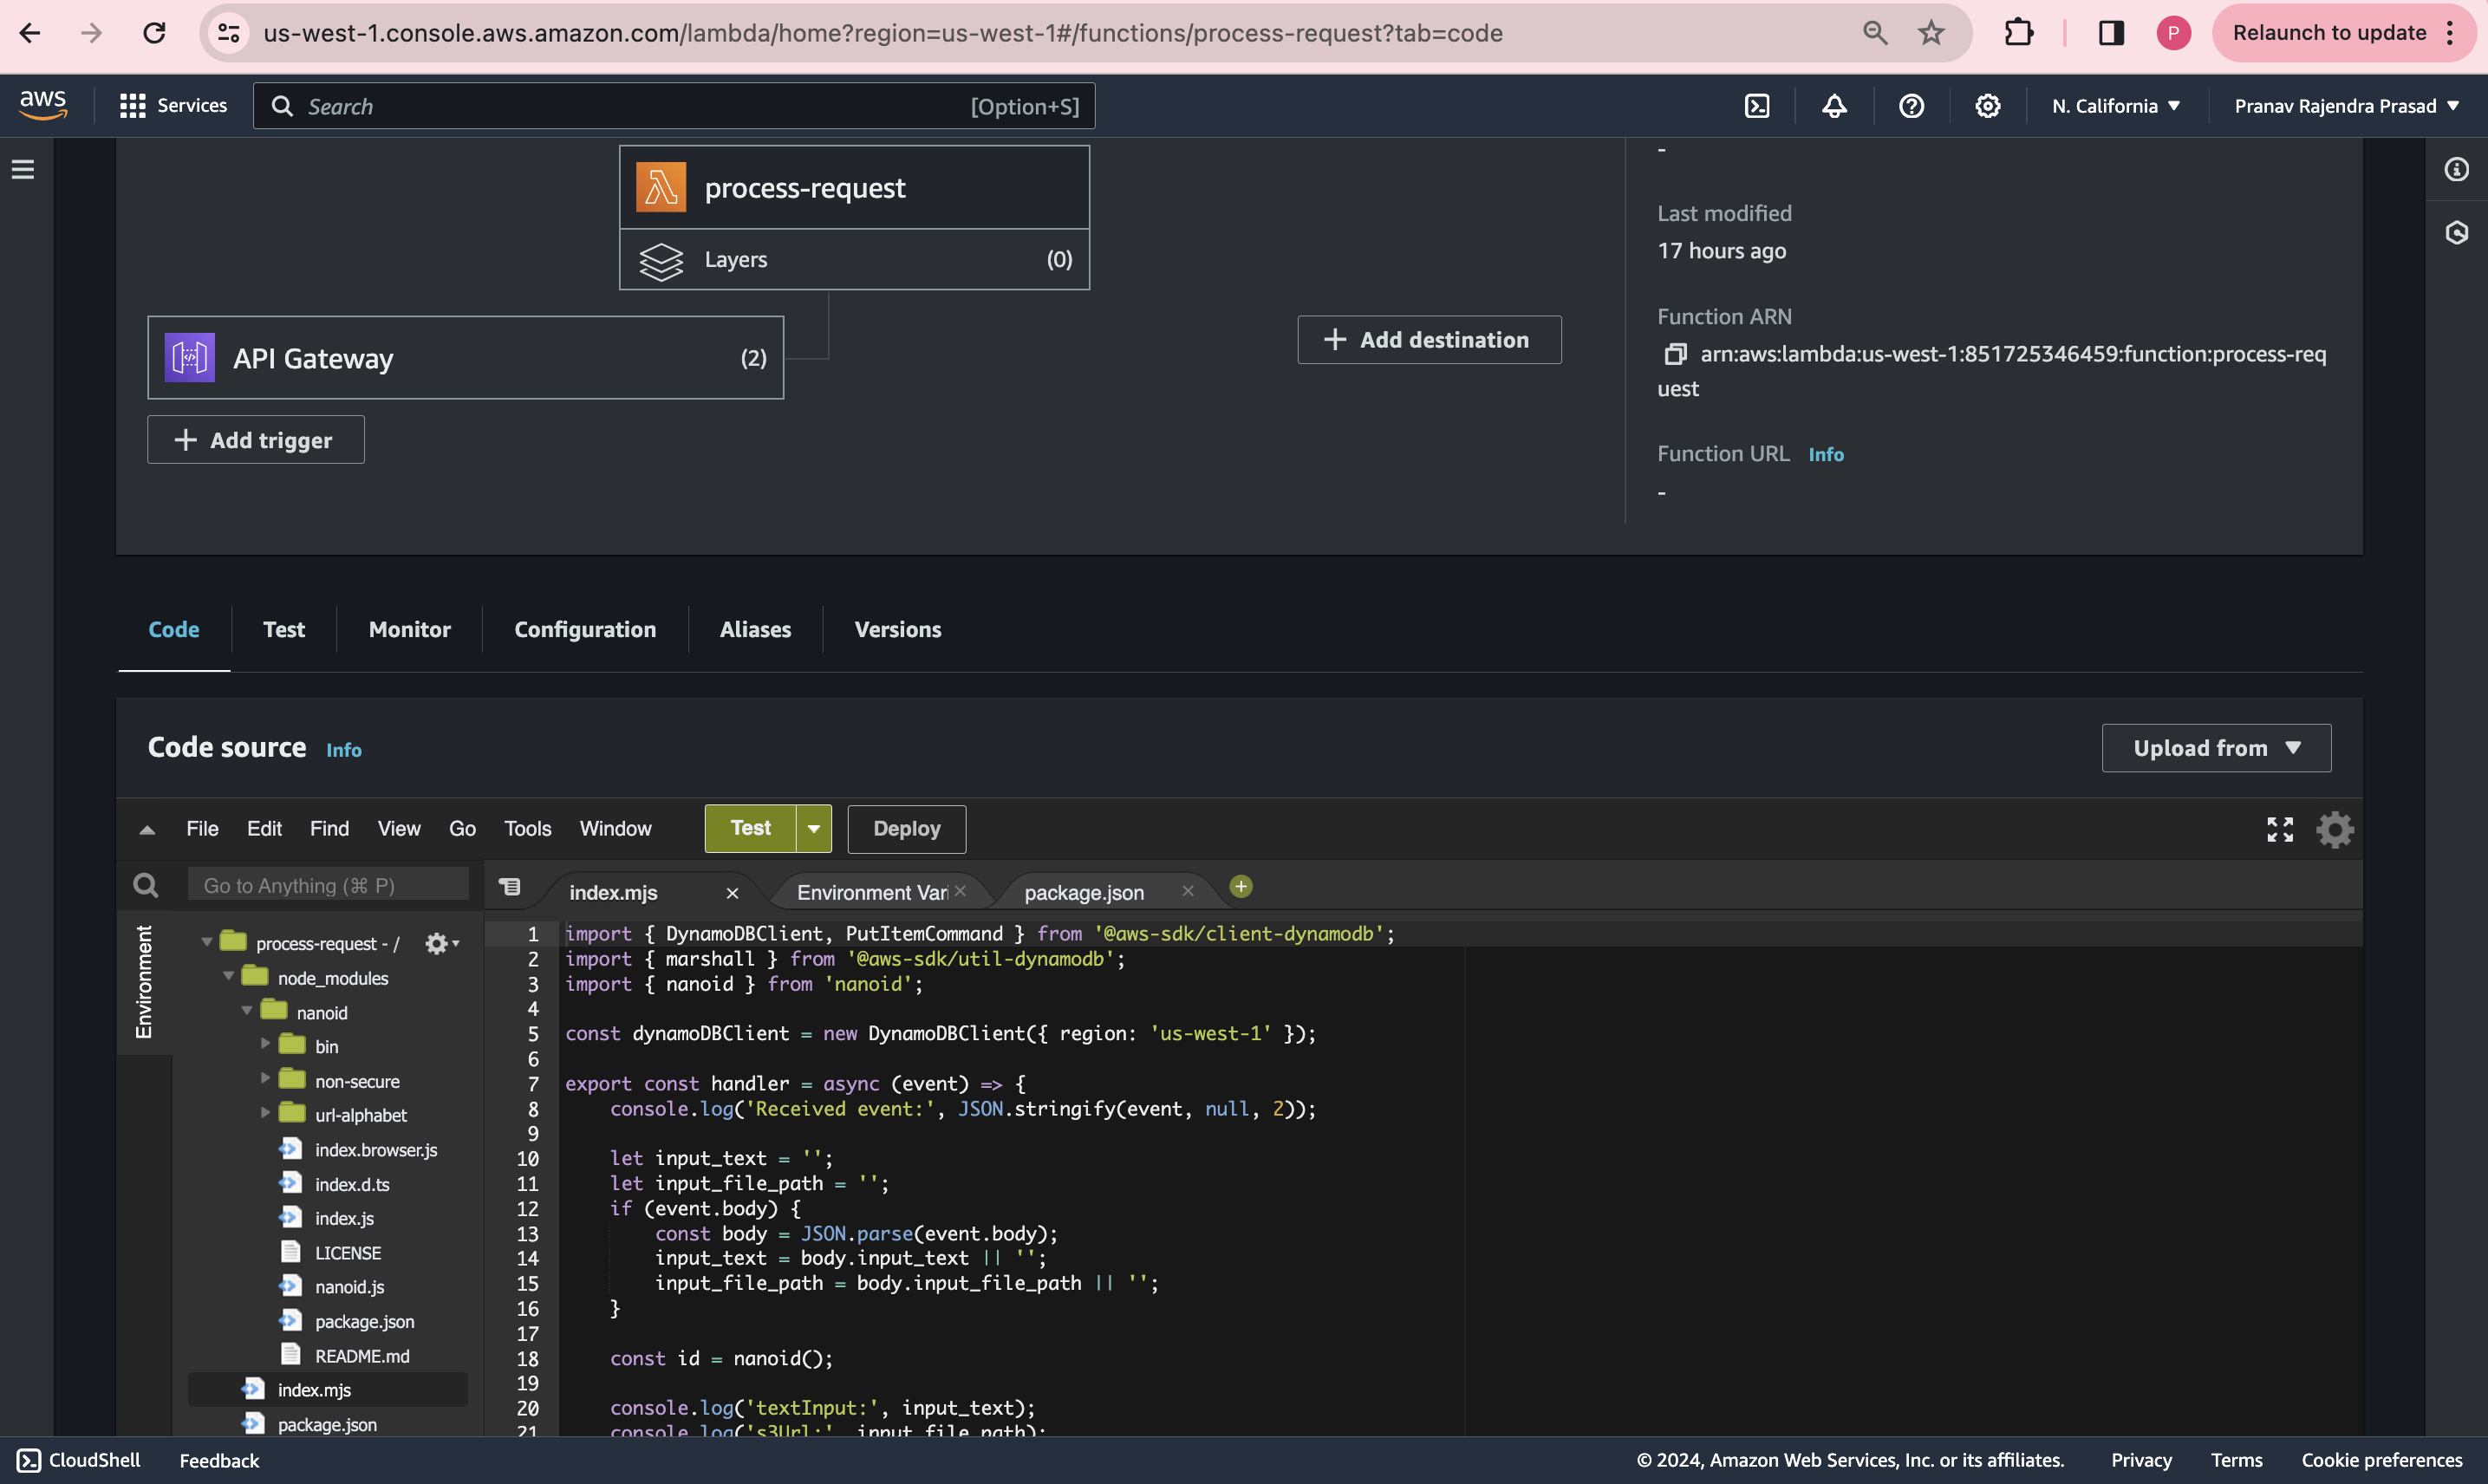 us-west-1.console.aws.amazon.com/lambda/home?region=us-west-1#/functions/process-request?tab=code
P
Relaunch to update
aws
Services
Search
[Option+S]
N. California
Pranav Rajendra Prasad
process-request
Layers
(0)
API Gateway
(2)
Add trigger
Add destination
-
Last modified
17 hours ago
Function ARN
arn:aws:lambda:us-west-1:851725346459:function:process-req
uest
Function URL Info
-
Code
Test
Monitor
Configuration
Aliases
Versions
Code source Info
Upload from
File Edit Find View Go Tools Window
Test
Deploy
Go to Anything (⌘ P)
Environment
process-request - /
node_modules
nanoid
bin
non-secure
url-alphabet
index.browser.js
index.d.ts
index.js
LICENSE
nanoid.js
package.json
README.md
index.mjs
package.json
index.mjs
Environment Vari
package.json
1 import { DynamoDBClient, PutItemCommand } from '@aws-sdk/client-dynamodb';
2 import { marshall } from '@aws-sdk/util-dynamodb';
3 import { nanoid } from 'nanoid';
4
5 const dynamoDBClient = new DynamoDBClient({ region: 'us-west-1' });
6
7 export const handler = async (event) => {
8     console.log('Received event:', JSON.stringify(event, null, 2));
9
10     let input_text = '';
11     let input_file_path = '';
12     if (event.body) {
13         const body = JSON.parse(event.body);
14         input_text = body.input_text || '';
15         input_file_path = body.input_file_path || '';
16     }
17
18     const id = nanoid();
19
20     console.log('textInput:', input_text);
21     console.log('s3Url:', input_file_path);
CloudShell
Feedback
© 2024, Amazon Web Services, Inc. or its affiliates.
Privacy
Terms
Cookie preferences